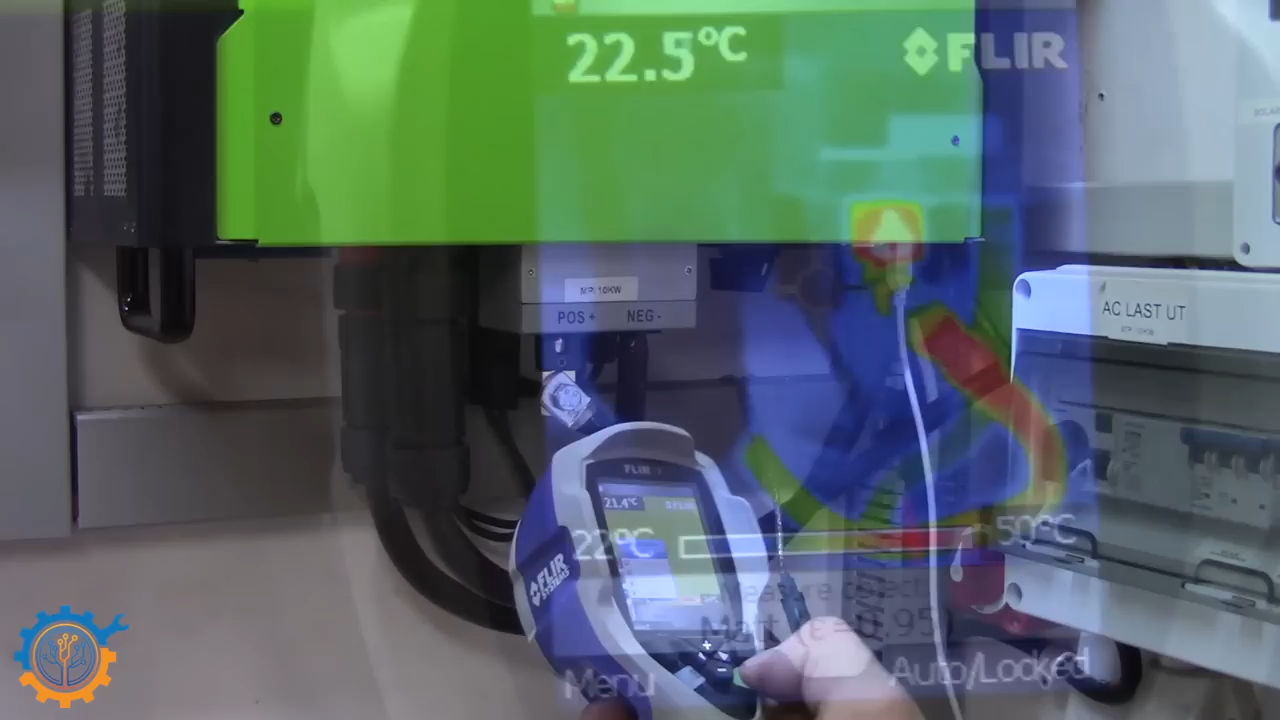 22.5°C
FLIR
MP. 10KW
POS + NEG -
AC LAST UT
FLIR
21.4°C
FLIR
SYSTEMS
22°C
50°C
Menu
Auto/Locked